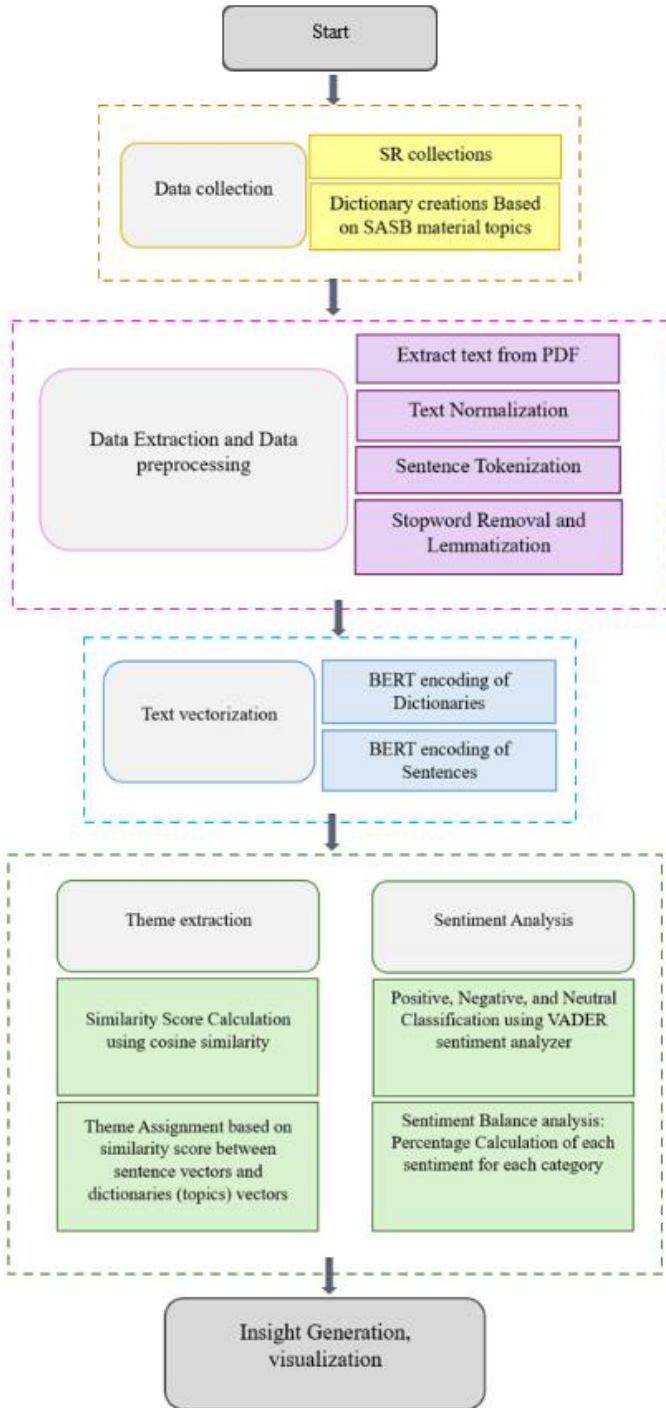 Start
Data collection
SR collections
Dictionary creations Based
on SASB material topics
Data Extraction and Data
preprocessing
Extract text from PDF
Text Normalization
Sentence Tokenization
Stopword Removal and
Lemmatization
Text vectorization
BERT encoding of
Dictionaries
BERT encoding of
Sentences
Theme extraction
Similarity Score Calculation
using cosine similarity
Theme Assignment based on
similarity score between
sentence vectors and
dictionaries (topics) vectors
Sentiment Analysis
Positive, Negative, and Neutral
Classification using VADER
sentiment analyzer
Sentiment Balance analysis:
Percentage Calculation of each
sentiment for each category
Insight Generation,
visualization